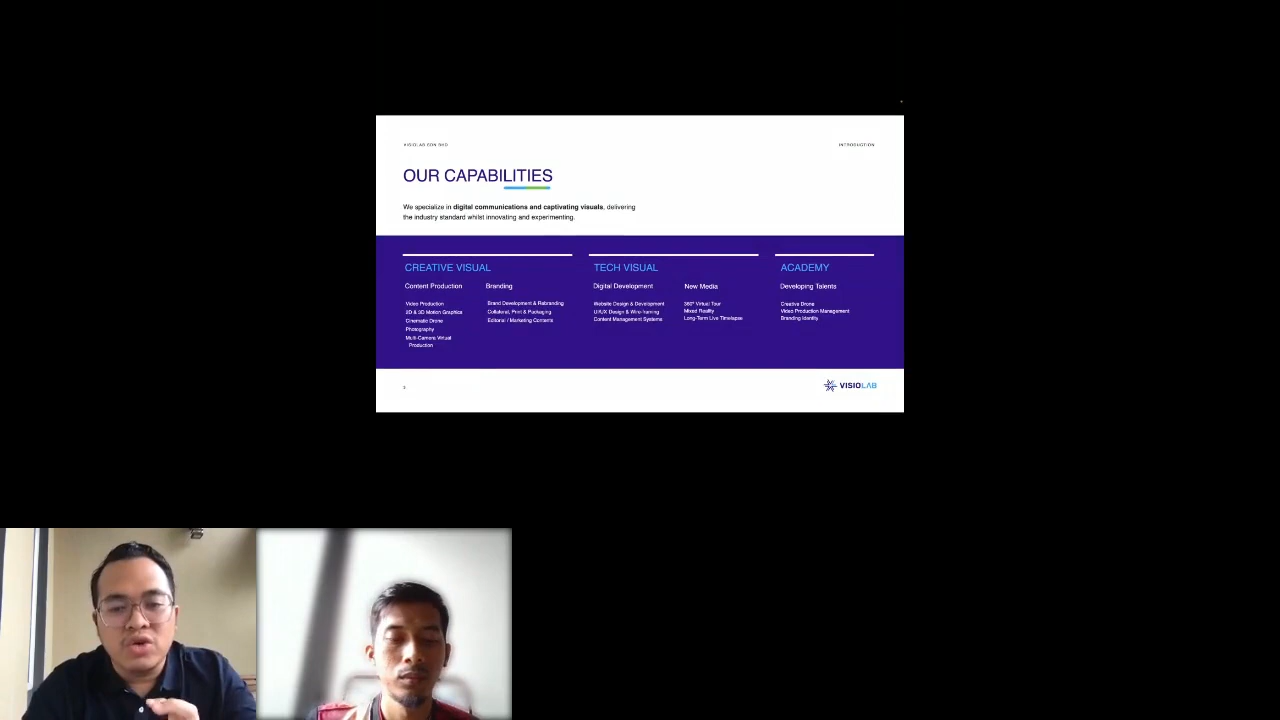 VISIOLAB SDN BHD
INTRODUCTION
OUR CAPABILITIES
We specialize in digital communications and captivating visuals, delivering
the industry standard whilst innovating and experimenting.
CREATIVE VISUAL
Content Production
Video Production
2D & 3D Motion Graphics
Cinematic Drone
Photography
Multi-Camera Virtual
Production
Branding
Brand Development & Rebranding
Collateral, Print & Packaging
Editorial / Marketing Contents
TECH VISUAL
Digital Development
Website Design & Development
UI/UX Design & Wire-framing
Content Management Systems
New Media
360° Virtual Tour
Mixed Reality
Long-Term Live Timelapse
ACADEMY
Developing Talents
Creative Drone
Video Production Management
Branding Identity
VISIOLAB